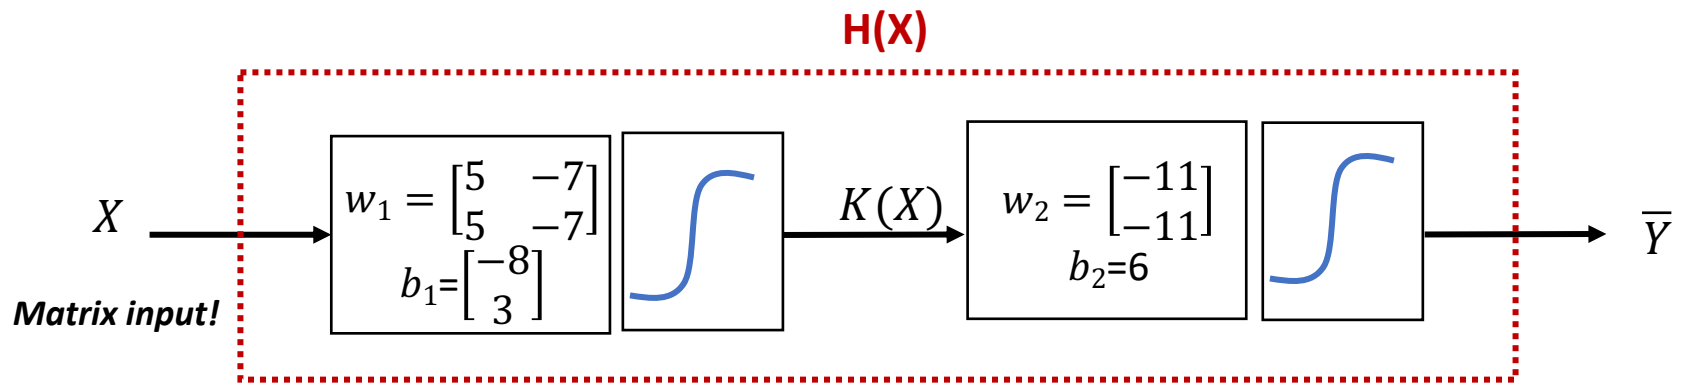 H(X)
X
Matrix input!
w₁ = [5 −7
5 −7]
b₁=[−8
3]
K(X)
w₂ = [−11
−11]
b₂=6
Y̅